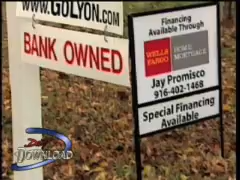 www.GOLYON.com
BANK OWNED
Financing
Available Through
WELLS
FARGO
HOME
MORTGAGE
Jay Promisco
916-402-1468
Special Financing
Available
DOWNLOAD